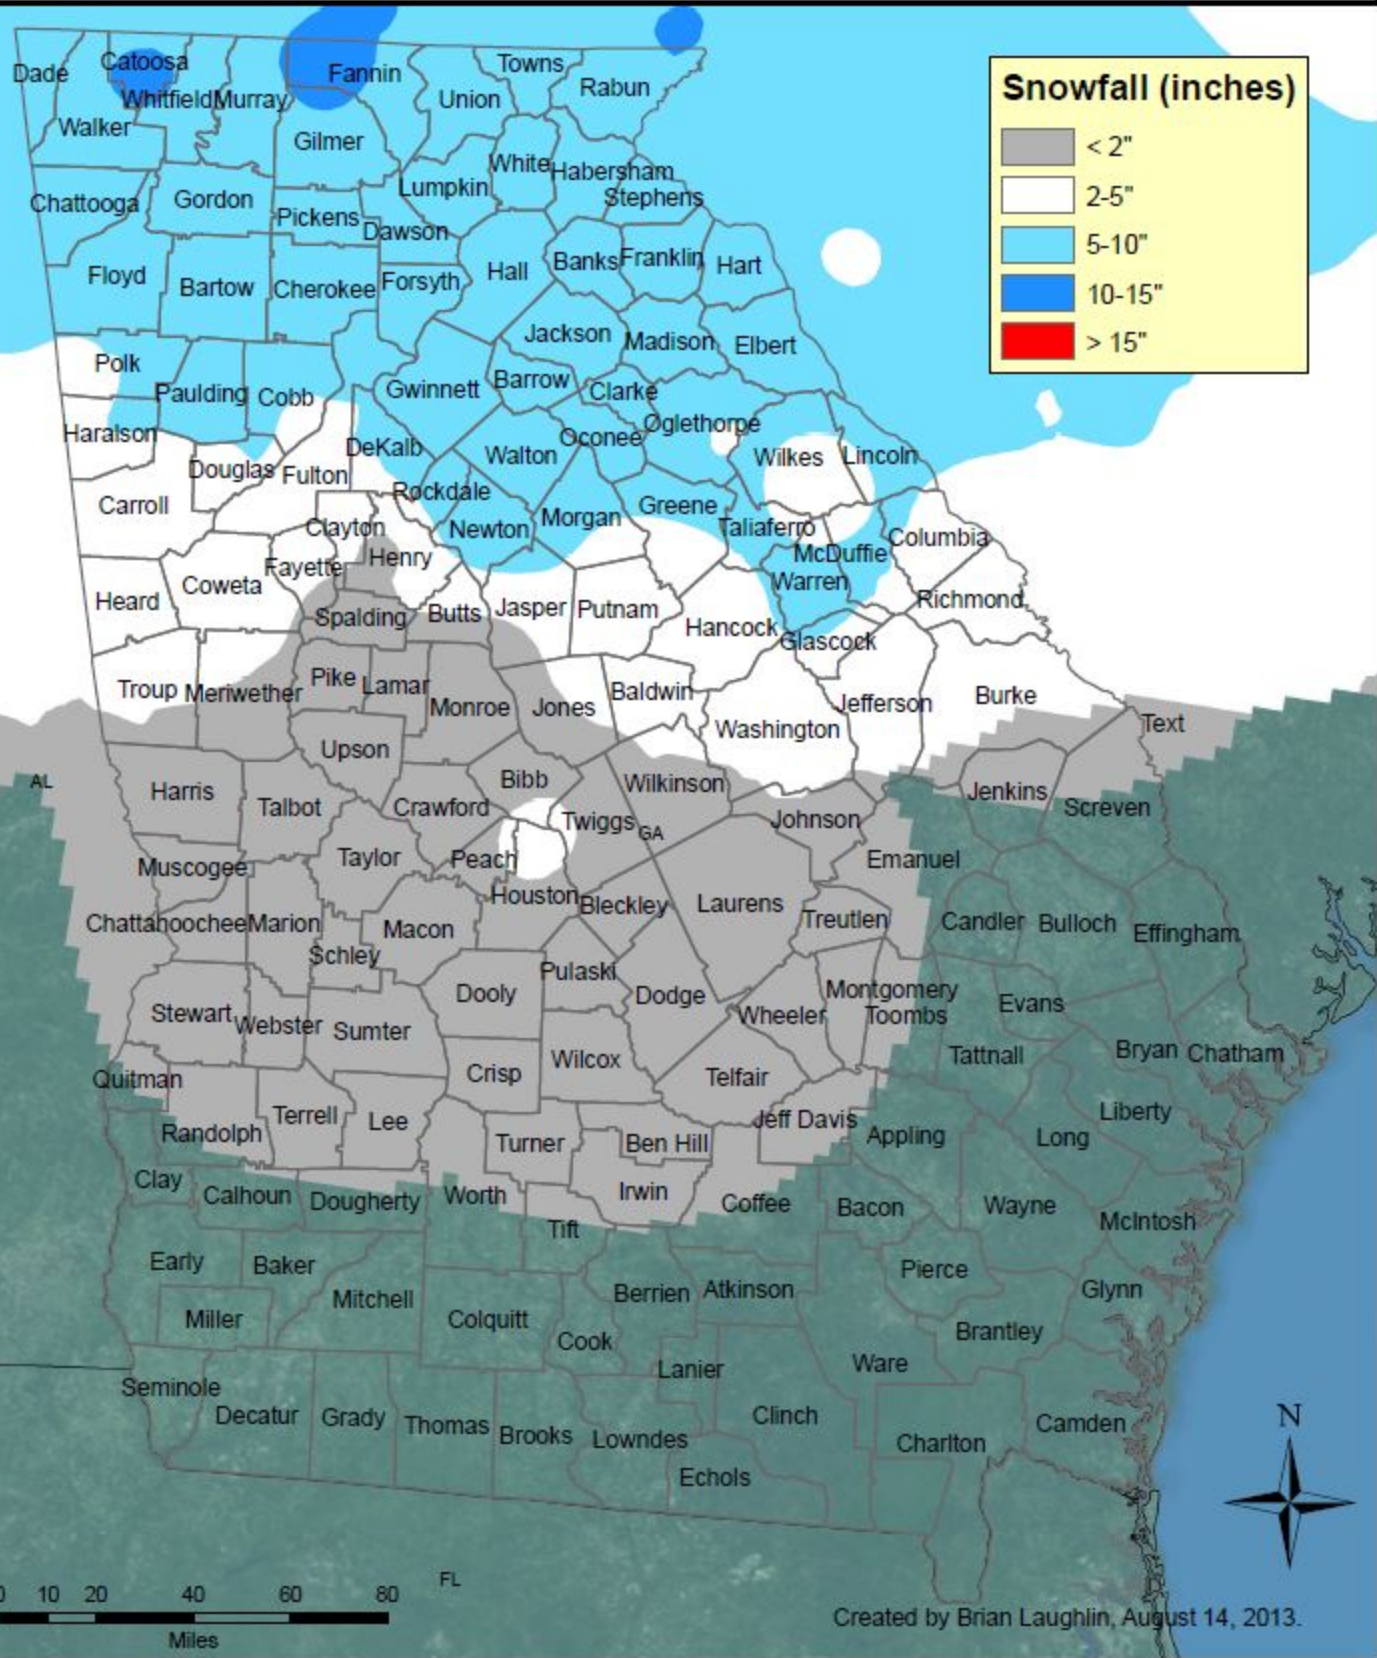 Snowfall (inches)
< 2"
2-5"
5-10"
10-15"
> 15"
Dade
Catoosa
Whitfield
Murray
Fannin
Towns
Union
Rabun
Walker
Gilmer
White
Habersham
Lumpkin
Stephens
Chattooga
Gordon
Pickens
Dawson
Floyd
Bartow
Cherokee
Forsyth
Hall
Banks
Franklin
Hart
Jackson
Madison
Elbert
Polk
Paulding
Cobb
Gwinnett
Barrow
Clarke
Oglethorpe
Haralson
DeKalb
Oconee
Walton
Wilkes
Lincoln
Douglas
Fulton
Rockdale
Carroll
Greene
Morgan
Newton
Clayton
Taliaferro
Columbia
McDuffie
Henry
Fayette
Coweta
Warren
Heard
Richmond
Spalding
Butts
Jasper
Putnam
Hancock
Glascock
Troup
Meriwether
Pike
Lamar
Monroe
Jones
Baldwin
Jefferson
Burke
Washington
Text
Upson
AL
Harris
Talbot
Crawford
Bibb
Wilkinson
Twiggs
GA
Johnson
Jenkins
Screven
Muscogee
Taylor
Peach
Emanuel
Houston
Bleckley
Laurens
Treutlen
Chattahoochee
Marion
Macon
Schley
Candler
Bulloch
Effingham
Pulaski
Dooly
Dodge
Montgomery
Wheeler
Toombs
Evans
Stewart
Webster
Sumter
Tattnall
Bryan
Chatham
Quitman
Crisp
Wilcox
Telfair
Terrell
Lee
Jeff Davis
Liberty
Randolph
Turner
Ben Hill
Appling
Long
Clay
Calhoun
Dougherty
Worth
Irwin
Coffee
Bacon
Wayne
McIntosh
Tift
Early
Baker
Mitchell
Berrien
Atkinson
Pierce
Glynn
Miller
Colquitt
Cook
Brantley
Lanier
Ware
Seminole
Decatur
Grady
Thomas
Brooks
Lowndes
Clinch
Charlton
Camden
Echols
N
FL
0 10 20 40 60 80
Miles
Created by Brian Laughlin, August 14, 2013.